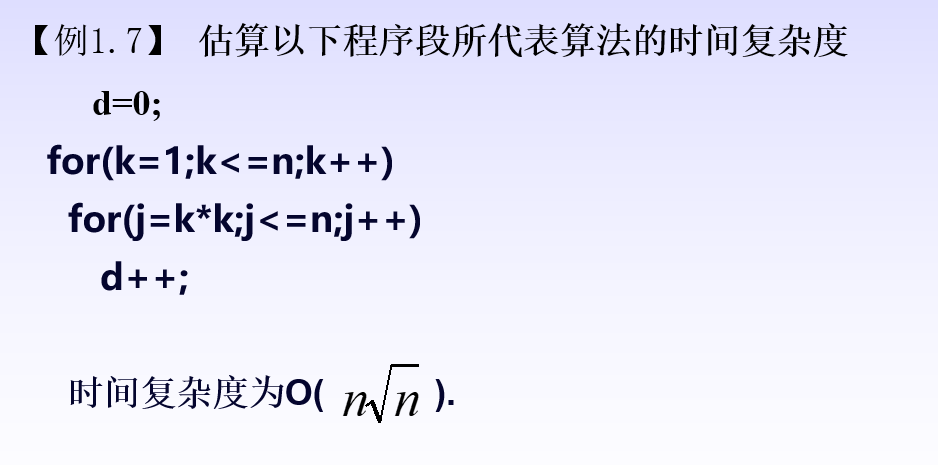 【例1.7】 估算以下程序段所代表算法的时间复杂度
d=0;
for(k=1;k<=n;k++)
for(j=k*k;j<=n;j++)
d++;
时间复杂度为O( n√n ).